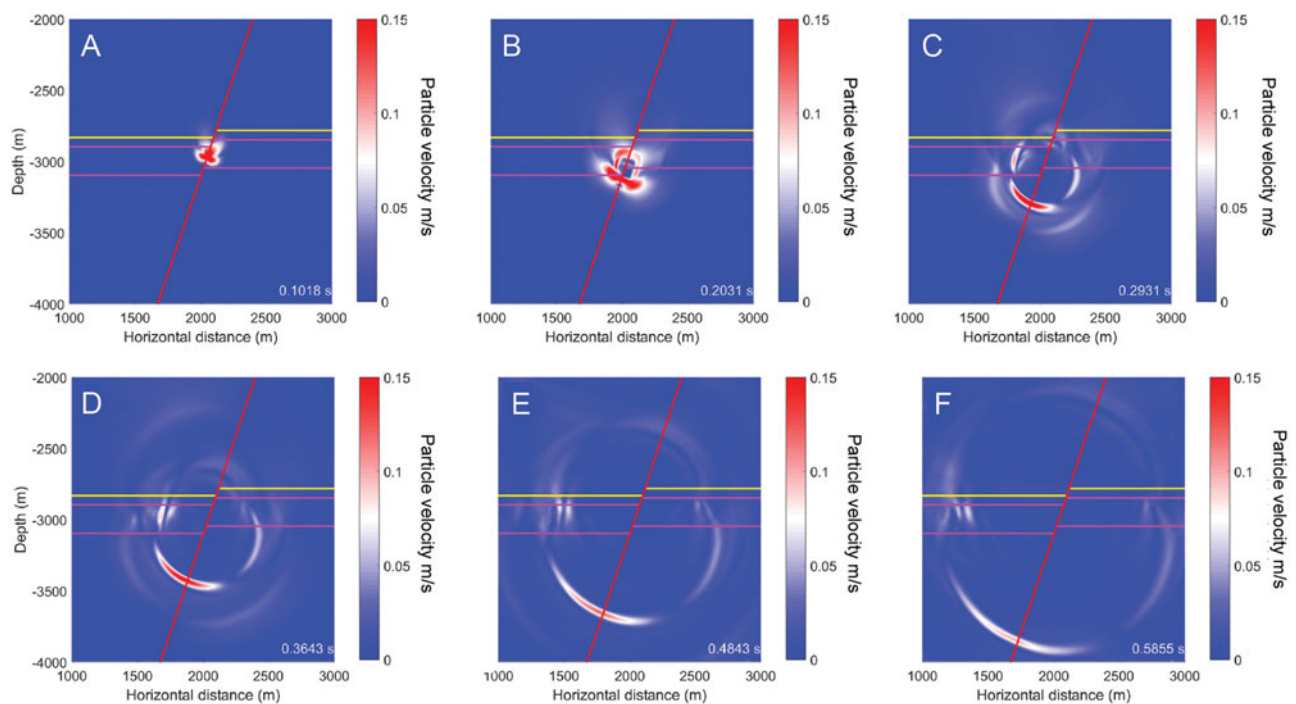 A
B
C
-2000
-2500
-3000
-3500
-4000
Depth (m)
1000 1500 2000 2500 3000
Horizontal distance (m)
0.1018 s
0.15
0.1
0.05
0
Particle velocity m/s
1000 1500 2000 2500 3000
Horizontal distance (m)
0.2031 s
0.15
0.1
0.05
0
Particle velocity m/s
1000 1500 2000 2500 3000
Horizontal distance (m)
0.2931 s
0.15
0.1
0.05
0
Particle velocity m/s
D
E
F
-2000
-2500
-3000
-3500
-4000
Depth (m)
1000 1500 2000 2500 3000
Horizontal distance (m)
0.3643 s
0.15
0.1
0.05
0
Particle velocity m/s
1000 1500 2000 2500 3000
Horizontal distance (m)
0.4843 s
0.15
0.1
0.05
0
Particle velocity m/s
1000 1500 2000 2500 3000
Horizontal distance (m)
0.5855 s
0.15
0.1
0.05
0
Particle velocity m/s